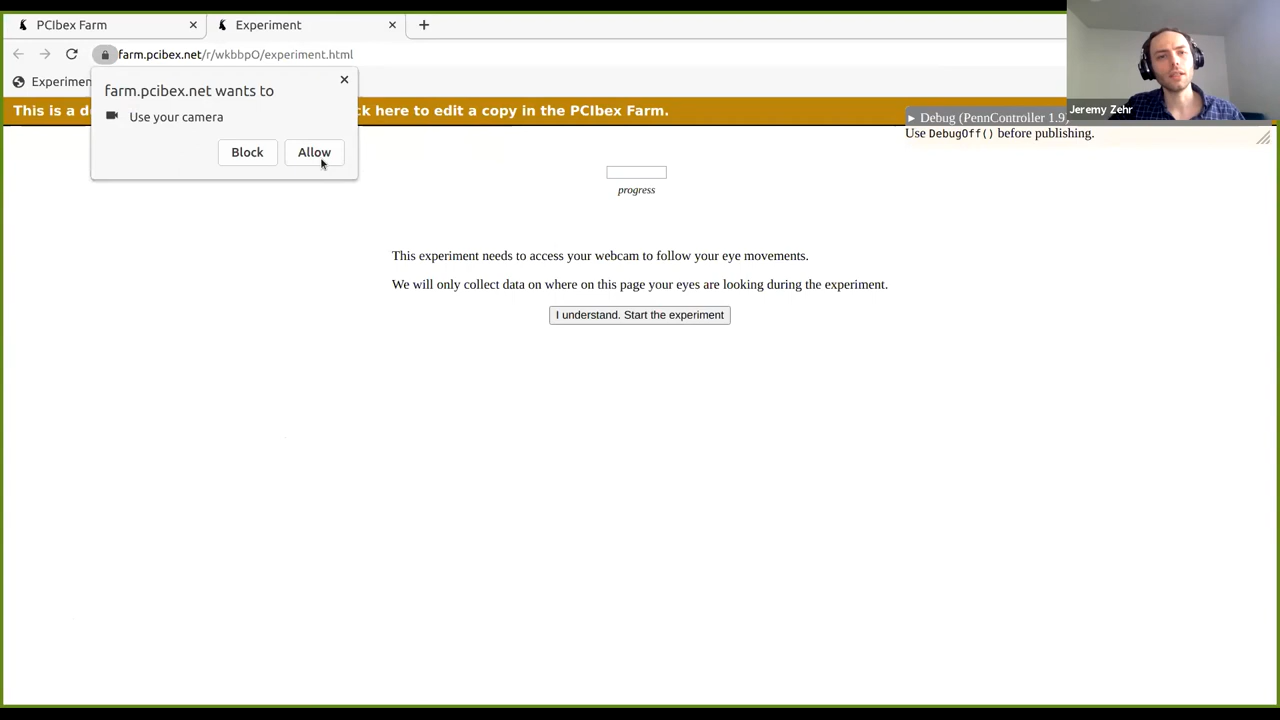 PCIbex Farm
Experiment
farm.pcibex.net/r/wkbbpO/experiment.html
Experimen
farm.pcibex.net wants to
Use your camera
Block
Allow
This is a d
ck here to edit a copy in the PCIbex Farm.
Debug (PennController 1.9
Use DebugOff() before publishing.
Jeremy Zehr
progress
This experiment needs to access your webcam to follow your eye movements.
We will only collect data on where on this page your eyes are looking during the experiment.
I understand. Start the experiment